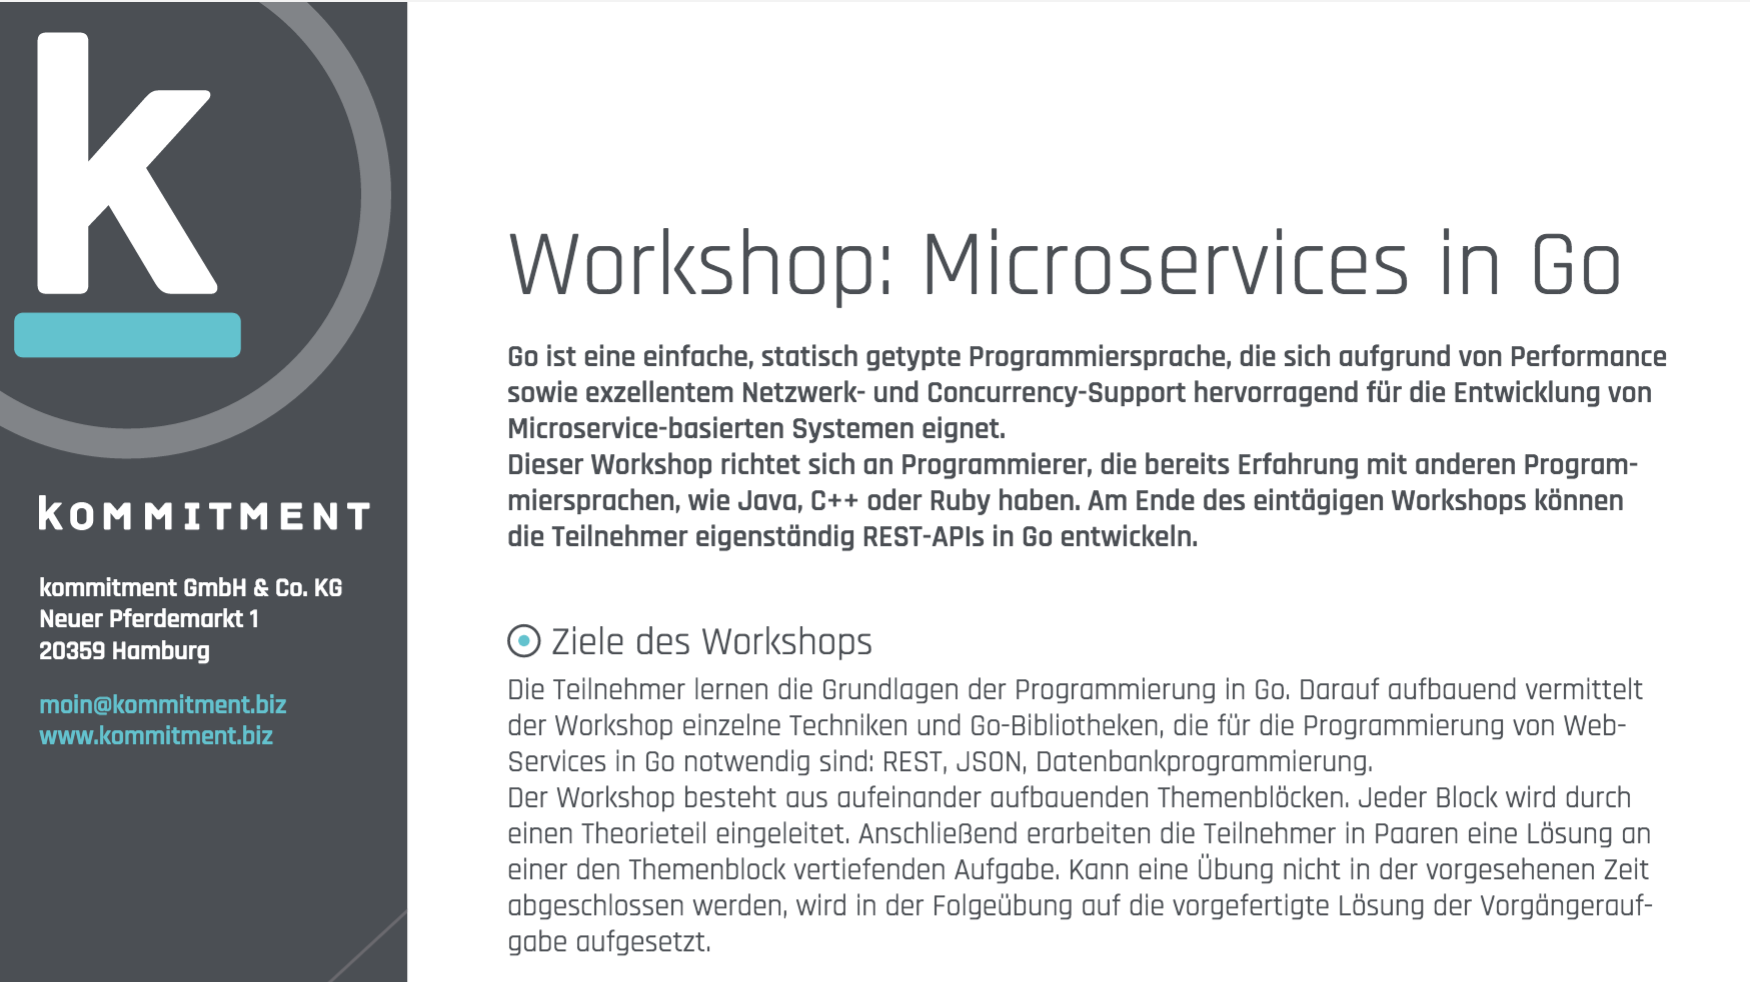 k
kOMMITMENT
kommitment GmbH & Co. KG
Neuer Pferdemarkt 1
20359 Hamburg
moin@kommitment.biz
www.kommitment.biz
Workshop: Microservices in Go
Go ist eine einfache, statisch getypte Programmiersprache, die sich aufgrund von Performance
sowie exzellentem Netzwerk- und Concurrency-Support hervorragend für die Entwicklung von
Microservice-basierten Systemen eignet.
Dieser Workshop richtet sich an Programmierer, die bereits Erfahrung mit anderen Program-
miersprachen, wie Java, C++ oder Ruby haben. Am Ende des eintägigen Workshops können
die Teilnehmer eigenständig REST-APIs in Go entwickeln.
Ziele des Workshops
Die Teilnehmer lernen die Grundlagen der Programmierung in Go. Darauf aufbauend vermittelt
der Workshop einzelne Techniken und Go-Bibliotheken, die für die Programmierung von Web-
Services in Go notwendig sind: REST, JSON, Datenbankprogrammierung.
Der Workshop besteht aus aufeinander aufbauenden Themenblöcken. Jeder Block wird durch
einen Theorieteil eingeleitet. Anschließend erarbeiten die Teilnehmer in Paaren eine Lösung an
einer den Themenblock vertiefenden Aufgabe. Kann eine Übung nicht in der vorgesehenen Zeit
abgeschlossen werden, wird in der Folgeübung auf die vorgefertigte Lösung der Vorgängerauf-
gabe aufgesetzt.